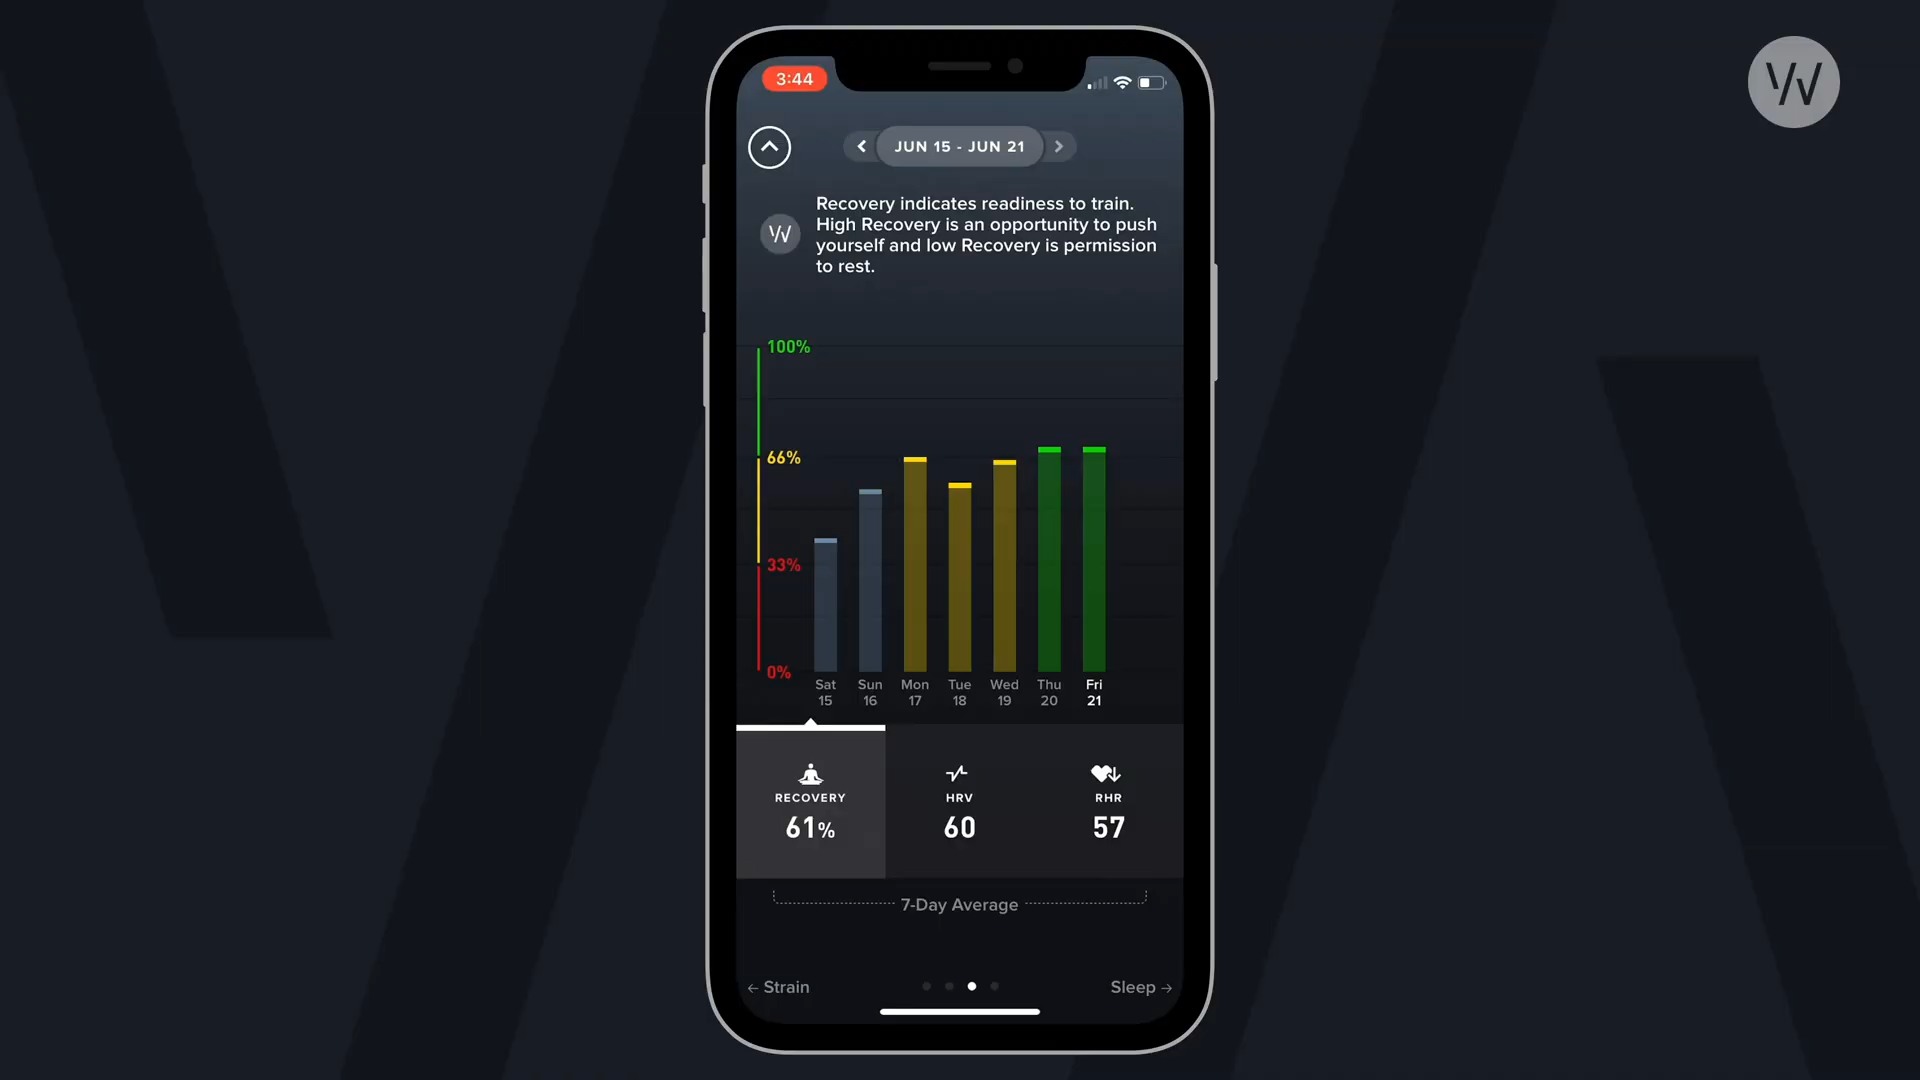 3:44
JUN 15 - JUN 21
Recovery indicates readiness to train.
High Recovery is an opportunity to push
yourself and low Recovery is permission
to rest.
100%
66%
33%
0%
Sat Sun Mon Tue Wed Thu Fri
15 16 17 18 19 20 21
RECOVERY HRV RHR
61% 60 57
7-Day Average
← Strain Sleep →